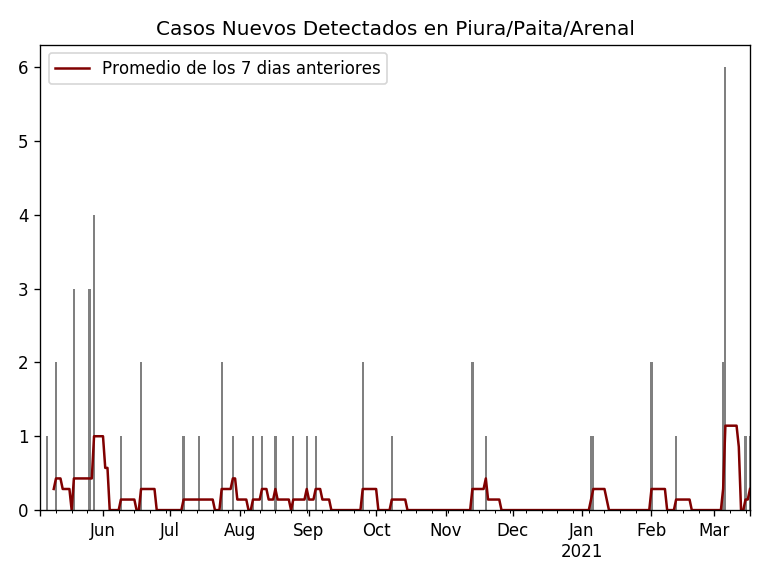 Casos Nuevos Detectados en Piura/Paita/Arenal
Promedio de los 7 dias anteriores
6
5
4
3
2
1
0
Jun Jul Aug Sep Oct Nov Dec Jan Feb Mar
2021